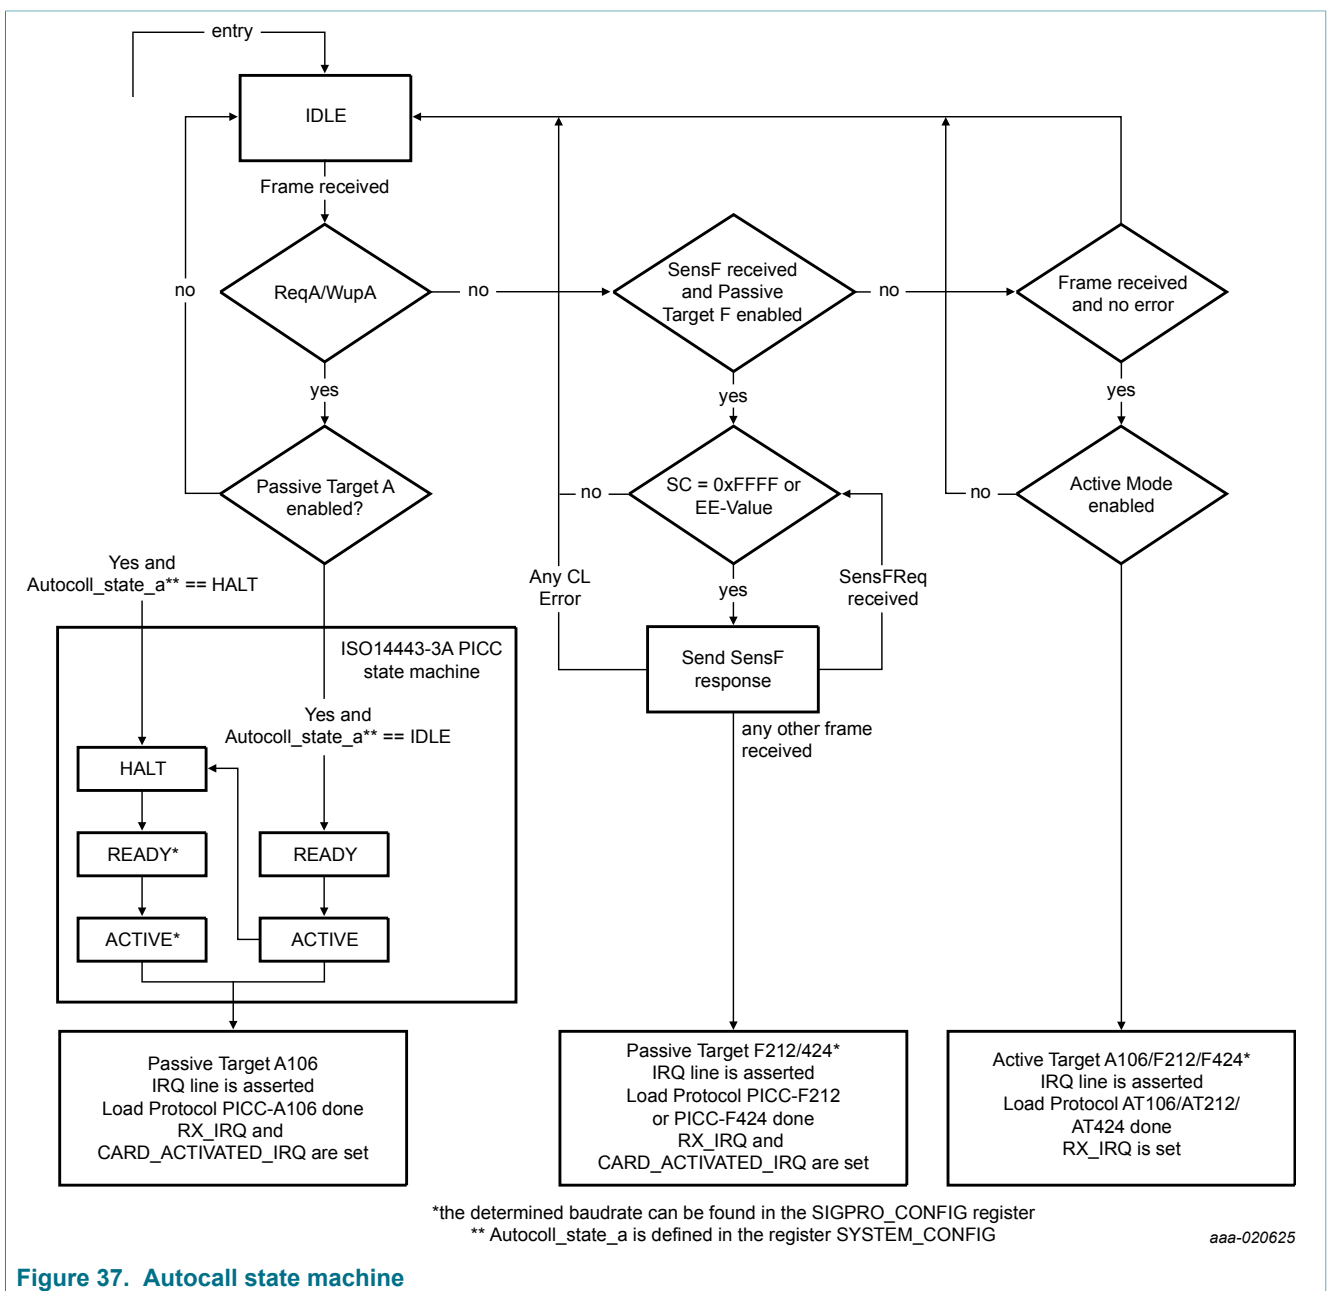 entry
IDLE
Frame received
ReqA/WupA
no
no
yes
SensF received
and Passive
Target F enabled
no
yes
Frame received
and no error
yes
Passive Target A
enabled?
SC = 0xFFFF or
EE-Value
no
yes
Active Mode
enabled
no
Yes and
Autocoll_state_a** == HALT
Any CL
Error
SensFReq
received
ISO14443-3A PICC
state machine
Send SensF
response
Yes and
Autocoll_state_a** == IDLE
any other frame
received
HALT
READY*
READY
ACTIVE*
ACTIVE
Passive Target A106
IRQ line is asserted
Load Protocol PICC-A106 done
RX_IRQ and
CARD_ACTIVATED_IRQ are set
Passive Target F212/424*
IRQ line is asserted
Load Protocol PICC-F212
or PICC-F424 done
RX_IRQ and
CARD_ACTIVATED_IRQ are set
Active Target A106/F212/F424*
IRQ line is asserted
Load Protocol AT106/AT212/
AT424 done
RX_IRQ is set
*the determined baudrate can be found in the SIGPRO_CONFIG register
** Autocoll_state_a is defined in the register SYSTEM_CONFIG
aaa-020625
Figure 37. Autocall state machine